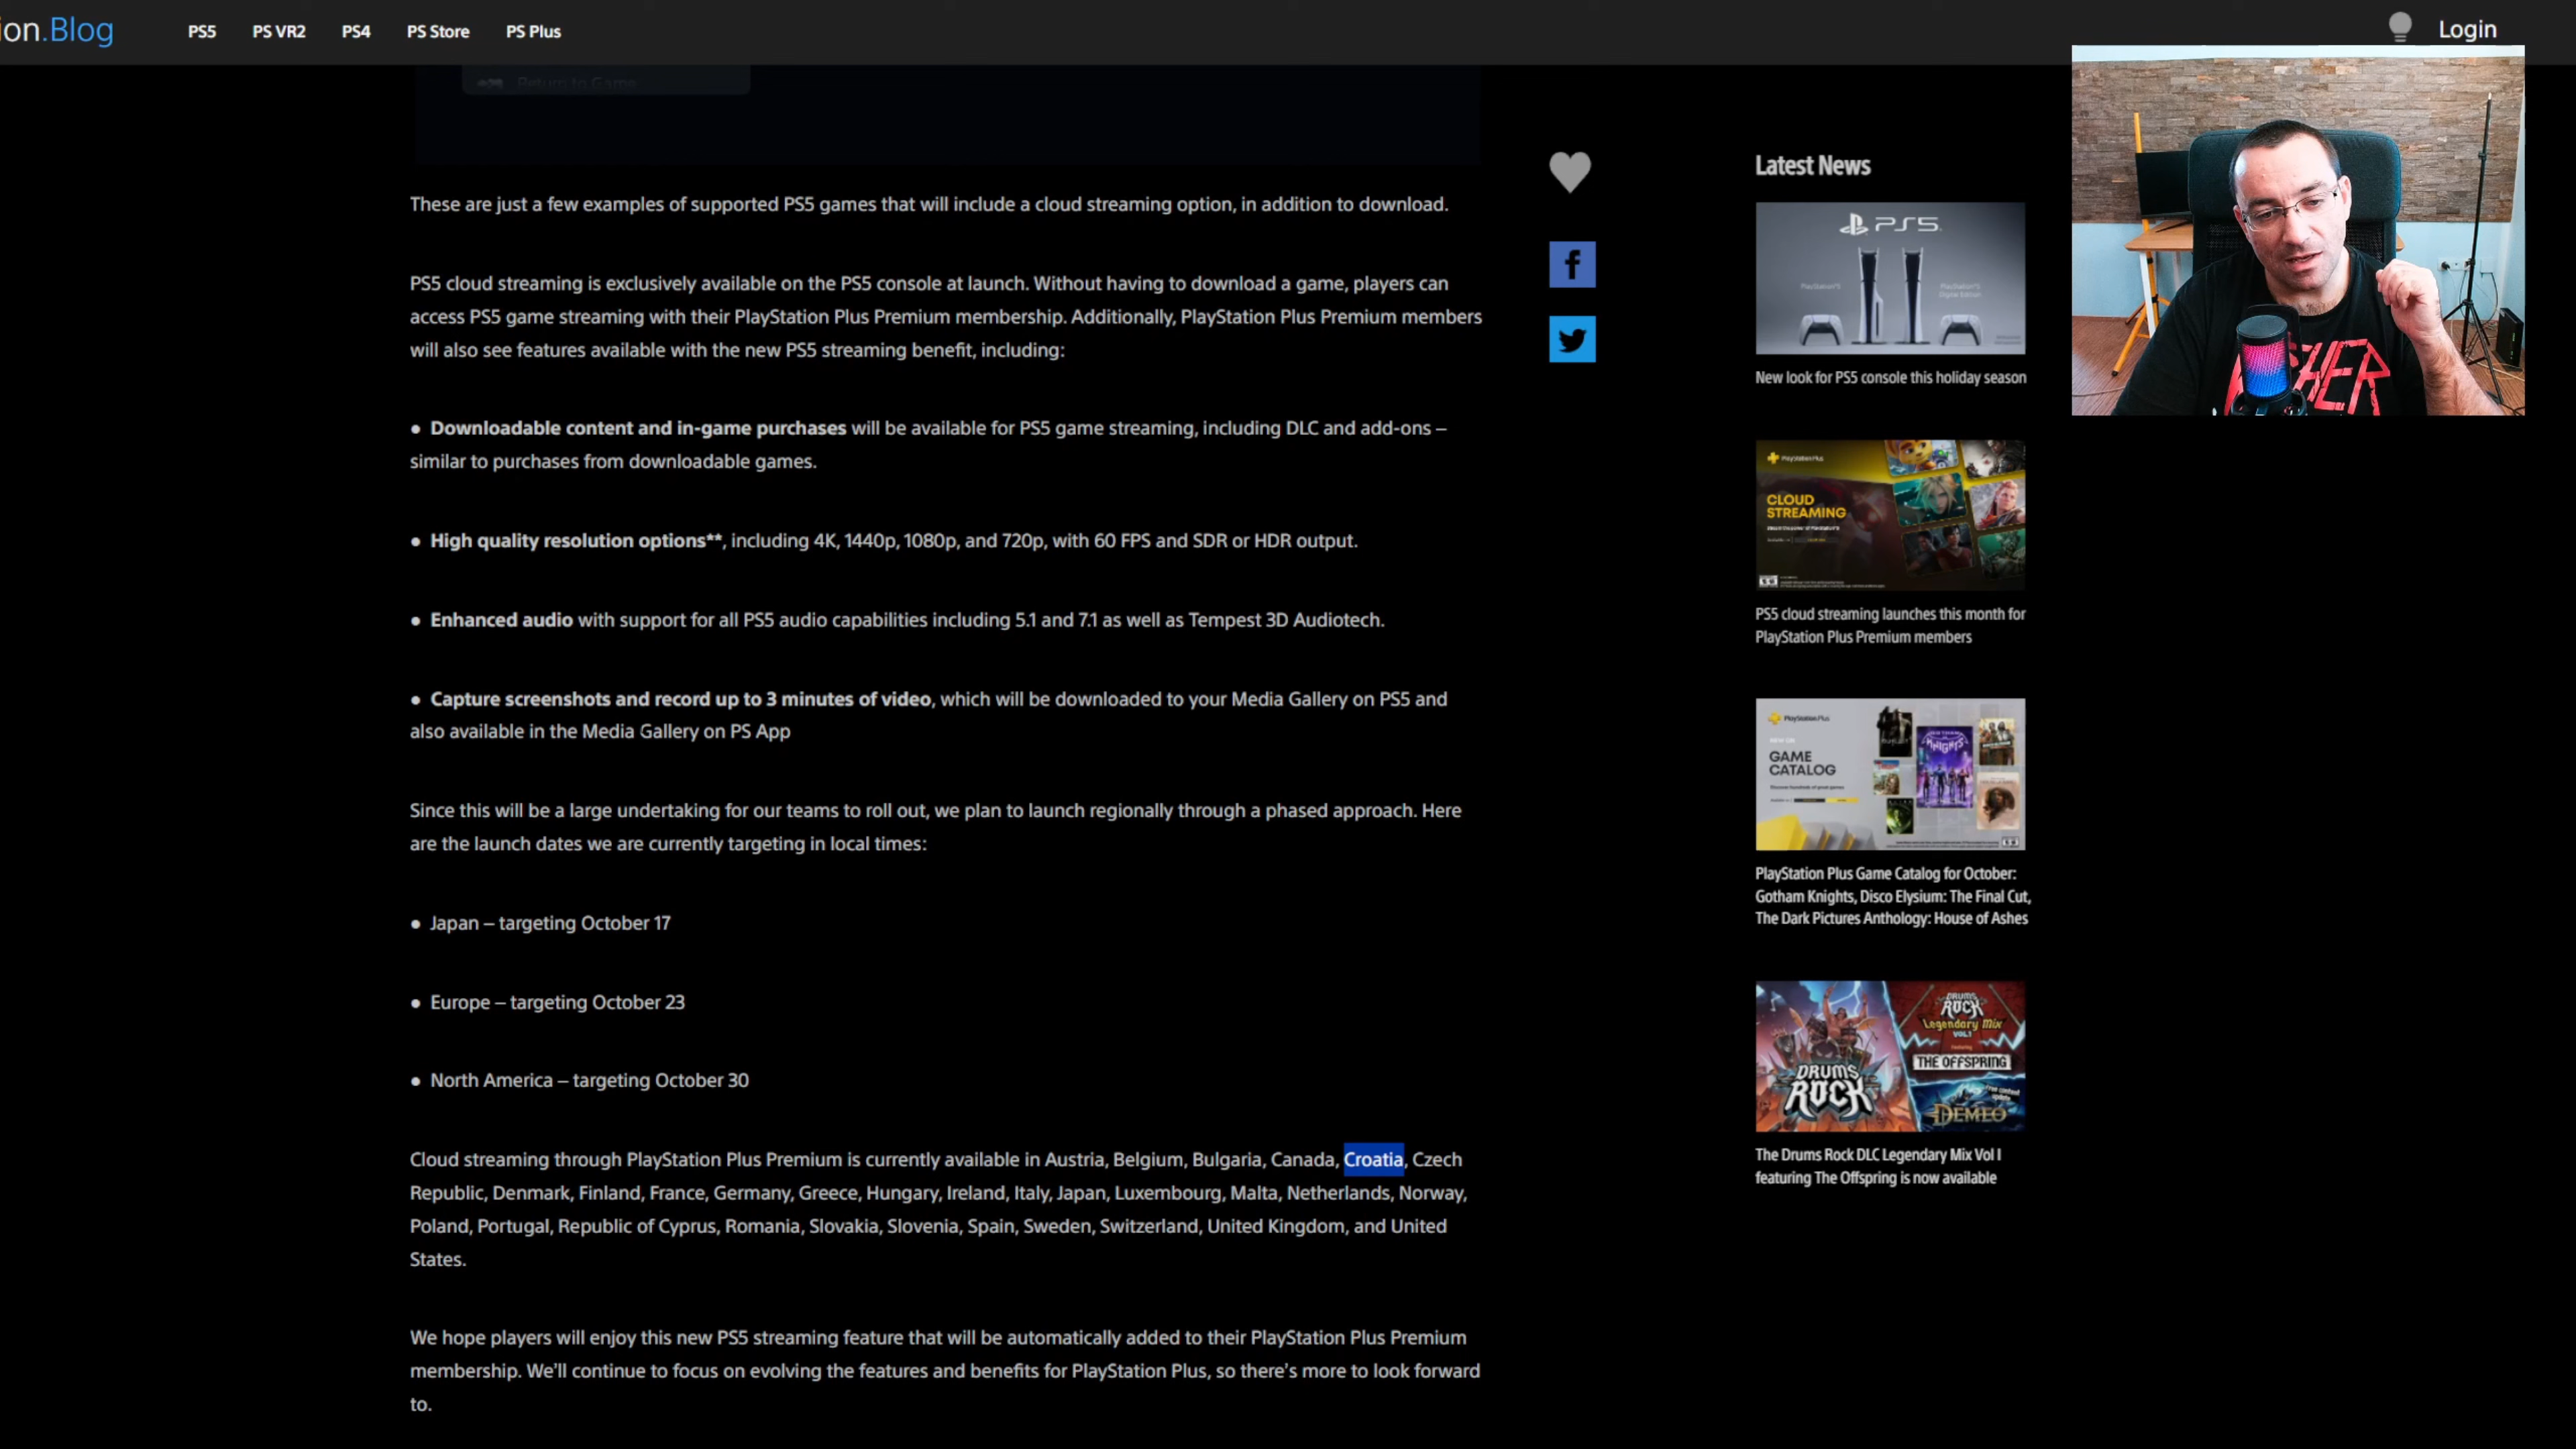 ion.Blog
PS5
PS VR2
PS4
PS Store
PS Plus
Login
Return to Game
These are just a few examples of supported PS5 games that will include a cloud streaming option, in addition to download.
PS5 cloud streaming is exclusively available on the PS5 console at launch. Without having to download a game, players can
access PS5 game streaming with their PlayStation Plus Premium membership. Additionally, PlayStation Plus Premium members
will also see features available with the new PS5 streaming benefit, including:
● Downloadable content and in-game purchases will be available for PS5 game streaming, including DLC and add-ons –
similar to purchases from downloadable games.
● High quality resolution options**, including 4K, 1440p, 1080p, and 720p, with 60 FPS and SDR or HDR output.
● Enhanced audio with support for all PS5 audio capabilities including 5.1 and 7.1 as well as Tempest 3D Audiotech.
● Capture screenshots and record up to 3 minutes of video, which will be downloaded to your Media Gallery on PS5 and
also available in the Media Gallery on PS App
Since this will be a large undertaking for our teams to roll out, we plan to launch regionally through a phased approach. Here
are the launch dates we are currently targeting in local times:
● Japan – targeting October 17
● Europe – targeting October 23
● North America – targeting October 30
Cloud streaming through PlayStation Plus Premium is currently available in Austria, Belgium, Bulgaria, Canada, Croatia, Czech
Republic, Denmark, Finland, France, Germany, Greece, Hungary, Ireland, Italy, Japan, Luxembourg, Malta, Netherlands, Norway,
Poland, Portugal, Republic of Cyprus, Romania, Slovakia, Slovenia, Spain, Sweden, Switzerland, United Kingdom, and United
States.
We hope players will enjoy this new PS5 streaming feature that will be automatically added to their PlayStation Plus Premium
membership. We'll continue to focus on evolving the features and benefits for PlayStation Plus, so there's more to look forward
to.
Latest News
PS5
PlayStation5
PlayStation5
Digital Edition
New look for PS5 console this holiday season
PlayStation Plus
CLOUD
STREAMING
PS5 cloud streaming launches this month for
PlayStation Plus Premium members
PlayStation Plus
GAME
CATALOG
KNIGHTS
PlayStation Plus Game Catalog for October:
Gotham Knights, Disco Elysium: The Final Cut,
The Dark Pictures Anthology: House of Ashes
DRUMS
ROCK
DRUMS
ROCK
Legendary Mix
VOL.1
THE OFFSPRING
DEMEO
The Drums Rock DLC Legendary Mix Vol I
featuring The Offspring is now available